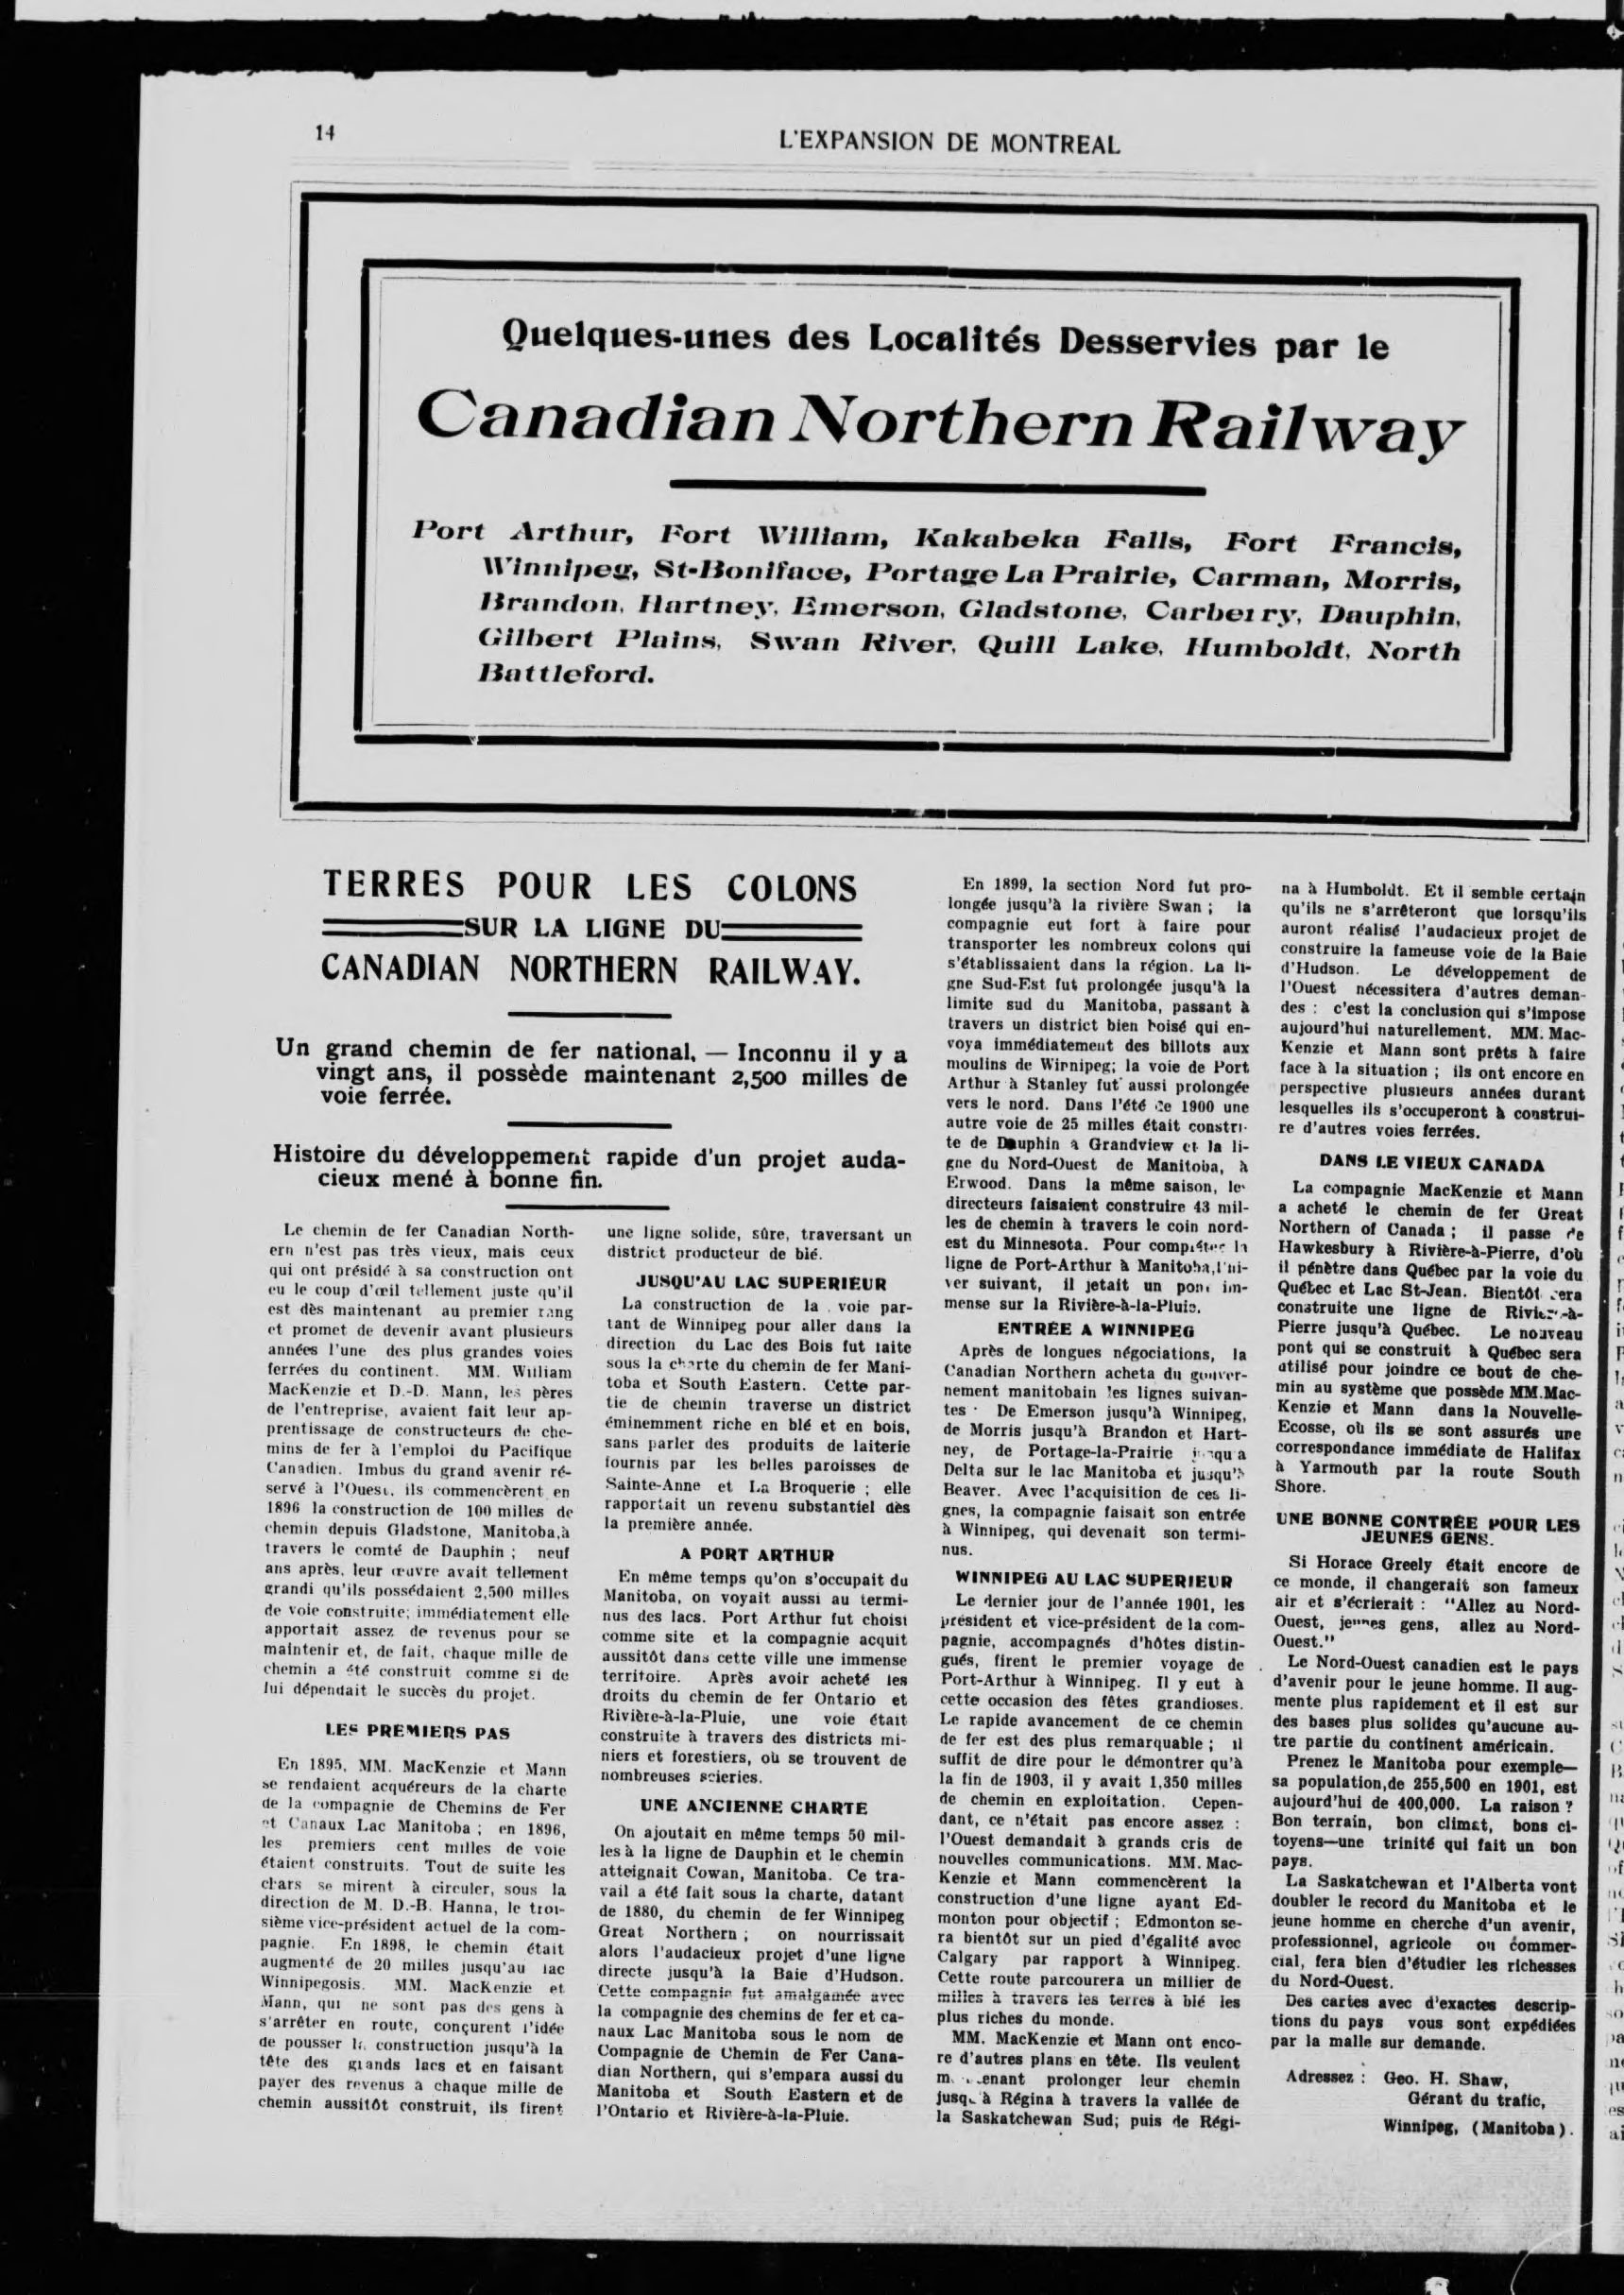 14
L'EXPANSION DE MONTREAL
Quelques-unes des Localités Desservies par le
Canadian Northern Railway
Port Arthur, Fort William, Kakabeka Falls, Fort Francis,
Winnipeg, St-Boniface, Portage La Prairie, Carman, Morris,
Brandon, Hartney, Emerson, Gladstone, Carberry, Dauphin,
Gilbert Plains, Swan River, Quill Lake, Humboldt, North
Battleford.
TERRES POUR LES COLONS
SUR LA LIGNE DU
CANADIAN NORTHERN RAILWAY.
Un grand chemin de fer national, — Inconnu il y a
vingt ans, il possède maintenant 2,500 milles de
voie ferrée.
Histoire du développement rapide d'un projet auda-
cieux mené à bonne fin.
Le chemin de fer Canadian North-
ern n'est pas très vieux, mais ceux
qui ont présidé à sa construction ont
eu le coup d'œil tellement juste qu'il
est dès maintenant au premier rang
et promet de devenir avant plusieurs
années l'une des plus grandes voies
ferrées du continent. MM. William
MacKenzie et D.-D. Mann, les pères
de l'entreprise, avaient fait leur ap-
prentissage de constructeurs de che-
mins de fer à l'emploi du Pacifique
Canadien. Imbus du grand avenir ré-
servé à l'Ouest, ils commencèrent en
1896 la construction de 100 milles de
chemin depuis Gladstone, Manitoba,à
travers le comté de Dauphin ; neuf
ans après, leur œuvre avait tellement
grandi qu'ils possédaient 2,500 milles
de voie construite; immédiatement elle
apportait assez de revenus pour se
maintenir et, de fait, chaque mille de
chemin a été construit comme si de
lui dépendait le succès du projet.
LES PREMIERS PAS
En 1895, MM. MacKenzie et Mann
se rendaient acquéreurs de la charte
de la compagnie de Chemins de Fer
et Canaux Lac Manitoba ; en 1896,
les premiers cent milles de voie
étaient construits. Tout de suite les
chars se mirent à circuler, sous la
direction de M. D.-B. Hanna, le troi-
sième vice-président actuel de la com-
pagnie. En 1898, le chemin était
augmenté de 20 milles jusqu'au lac
Winnipegosis. MM. MacKenzie et
Mann, qui ne sont pas des gens à
s'arrêter en route, conçurent l'idée
de pousser la construction jusqu'à la
tête des grands lacs et en faisant
payer des revenus a chaque mille de
chemin aussitôt construit, ils firent
une ligne solide, sûre, traversant un
district producteur de blé.
JUSQU'AU LAC SUPERIEUR
La construction de la voie par-
tant de Winnipeg pour aller dans la
direction du Lac des Bois fut faite
sous la charte du chemin de fer Mani-
toba et South Eastern. Cette par-
tie de chemin traverse un district
éminemment riche en blé et en bois,
sans parler des produits de laiterie
fournis par les belles paroisses de
Sainte-Anne et La Broquerie ; elle
rapportait un revenu substantiel dès
la première année.
A PORT ARTHUR
En même temps qu'on s'occupait du
Manitoba, on voyait aussi au termi-
nus des lacs. Port Arthur fut choisi
comme site et la compagnie acquit
aussitôt dans cette ville une immense
territoire. Après avoir acheté les
droits du chemin de fer Ontario et
Rivière-à-la-Pluie, une voie était
construite à travers des districts mi-
niers et forestiers, où se trouvent de
nombreuses scieries.
UNE ANCIENNE CHARTE
On ajoutait en même temps 50 mil-
les à la ligne de Dauphin et le chemin
atteignait Cowan, Manitoba. Ce tra-
vail a été fait sous la charte, datant
de 1880, du chemin de fer Winnipeg
Great Northern ; on nourrissait
alors l'audacieux projet d'une ligne
directe jusqu'à la Baie d'Hudson.
Cette compagnie fut amalgamée avec
la compagnie des chemins de fer et ca-
naux Lac Manitoba sous le nom de
Compagnie de Chemin de Fer Cana-
dian Northern, qui s'empara aussi du
Manitoba et South Eastern et de
l'Ontario et Rivière-à-la-Pluie.
En 1899, la section Nord fut pro-
longée jusqu'à la rivière Swan ; la
compagnie eut fort à faire pour
transporter les nombreux colons qui
s'établissaient dans la région. La li-
gne Sud-Est fut prolongée jusqu'à la
limite sud du Manitoba, passant à
travers un district bien boisé qui en-
voya immédiatement des billots aux
moulins de Winnipeg; la voie de Port
Arthur à Stanley fut aussi prolongée
vers le nord. Dans l'été de 1900 une
autre voie de 25 milles était constri-
te de Dauphin a Grandview et la li-
gne du Nord-Ouest de Manitoba, à
Erwood. Dans la même saison, les
directeurs faisaient construire 43 mil-
les de chemin à travers le coin nord-
est du Minnesota. Pour compléter la
ligne de Port-Arthur à Manitoba,l'hi-
ver suivant, il jetait un pont im-
mense sur la Rivière-à-la-Pluie.
ENTRÉE A WINNIPEG
Après de longues négociations, la
Canadian Northern acheta du gouver-
nement manitobain les lignes suivan-
tes : De Emerson jusqu'à Winnipeg,
de Morris jusqu'à Brandon et Hart-
ney, de Portage-la-Prairie jusqu'a
Delta sur le lac Manitoba et jusqu'à
Beaver. Avec l'acquisition de ces li-
gnes, la compagnie faisait son entrée
à Winnipeg, qui devenait son termi-
nus.
WINNIPEG AU LAC SUPERIEUR
Le dernier jour de l'année 1901, les
président et vice-président de la com-
pagnie, accompagnés d'hôtes distin-
gués, firent le premier voyage de
Port-Arthur à Winnipeg. Il y eut à
cette occasion des fêtes grandioses.
Le rapide avancement de ce chemin
de fer est des plus remarquable ; il
suffit de dire pour le démontrer qu'à
la fin de 1903, il y avait 1,350 milles
de chemin en exploitation. Cepen-
dant, ce n'était pas encore assez :
l'Ouest demandait à grands cris de
nouvelles communications. MM. Mac-
Kenzie et Mann commencèrent la
construction d'une ligne ayant Ed-
monton pour objectif ; Edmonton se-
ra bientôt sur un pied d'égalité avec
Calgary par rapport à Winnipeg.
Cette route parcourera un millier de
milles à travers les terres à blé les
plus riches du monde.
MM. MacKenzie et Mann ont enco-
re d'autres plans en tête. Ils veulent
prolonger leur chemin
jusqu'à Régina à travers la vallée de
la Saskatchewan Sud; puis de Régi-
na à Humboldt. Et il semble certain
qu'ils ne s'arrêteront que lorsqu'ils
auront réalisé l'audacieux projet de
construire la fameuse voie de la Baie
d'Hudson. Le développement de
l'Ouest nécessitera d'autres deman-
des : c'est la conclusion qui s'impose
aujourd'hui naturellement. MM. Mac-
Kenzie et Mann sont prêts à faire
face à la situation ; ils ont encore en
perspective plusieurs années durant
lesquelles ils s'occuperont à construi-
re d'autres voies ferrées.
DANS LE VIEUX CANADA
La compagnie MacKenzie et Mann
a acheté le chemin de fer Great
Northern of Canada ; il passe de
Hawkesbury à Rivière-à-Pierre, d'où
il pénètre dans Québec par la voie du
Québec et Lac St-Jean. Bientôt sera
construite une ligne de Rivière-à-
Pierre jusqu'à Québec. Le nouveau
pont qui se construit à Québec sera
utilisé pour joindre ce bout de che-
min au système que possède MM.Mac-
Kenzie et Mann dans la Nouvelle-
Ecosse, où ils se sont assurés une
correspondance immédiate de Halifax
à Yarmouth par la route South
Shore.
UNE BONNE CONTRÉE POUR LES
JEUNES GENS.
Si Horace Greely était encore de
ce monde, il changerait son fameux
air et s'écrierait : "Allez au Nord-
Ouest, jeunes gens, allez au Nord-
Ouest."
Le Nord-Ouest canadien est le pays
d'avenir pour le jeune homme. Il aug-
mente plus rapidement et il est sur
des bases plus solides qu'aucune au-
tre partie du continent américain.
Prenez le Manitoba pour exemple—
sa population,de 255,500 en 1901, est
aujourd'hui de 400,000. La raison ?
Bon terrain, bon climat, bons ci-
toyens—une trinité qui fait un bon
pays.
La Saskatchewan et l'Alberta vont
doubler le record du Manitoba et le
jeune homme en cherche d'un avenir,
professionnel, agricole ou commer-
cial, fera bien d'étudier les richesses
du Nord-Ouest.
Des cartes avec d'exactes descrip-
tions du pays vous sont expédiées
par la malle sur demande.
Adressez : Geo. H. Shaw,
Gérant du trafic,
Winnipeg, (Manitoba).